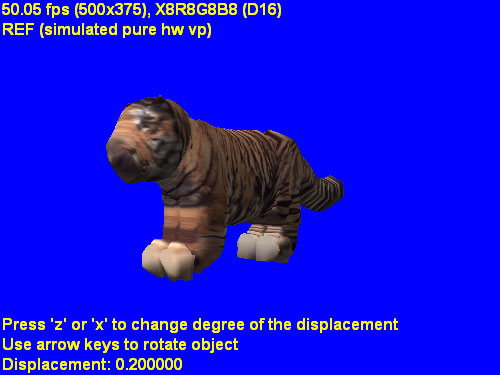 50.05 fps (500x375), X8R8G8B8 (D16)
REF (simulated pure hw vp)
Press 'z' or 'x' to change degree of the displacement
Use arrow keys to rotate object
Displacement: 0.200000